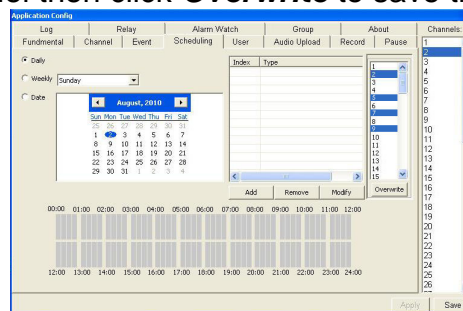 then click Overwrite to save t
Application Config
Log Relay Alarm Watch Group About Channels:
Fundmental Channel Event Scheduling User Audio Upload Record Pause
Daily
Weekly Sunday
Date
August, 2010
Sun Mon Tue Wed Thu Fri Sat
25 26 27 28 29 30 31
1 2 3 4 5 6 7
8 9 10 11 12 13 14
15 16 17 18 19 20 21
22 23 24 25 26 27 28
29 30 31 1 2 3 4
Index Type
1
2
3
4
5
6
7
8
9
10
11
12
13
14
15
Add Remove Modify Overwrite
00:00 01:00 02:00 03:00 04:00 05:00 06:00 07:00 08:00 09:00 10:00 11:00 12:00
12:00 13:00 14:00 15:00 16:00 17:00 18:00 19:00 20:00 21:00 22:00 23:00 24:00
1
2
3
4
5
6
7
8
9
10
11
12
13
14
15
16
17
18
19
20
21
22
23
24
25
26
Apply Save